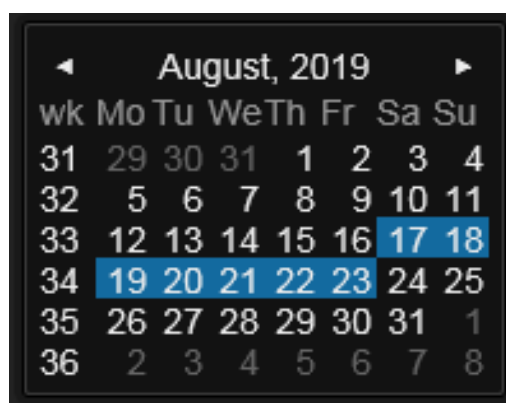 ◄ August, 2019 ►
wk Mo Tu We Th Fr Sa Su
31 29 30 31 1 2 3 4
32 5 6 7 8 9 10 11
33 12 13 14 15 16 17 18
34 19 20 21 22 23 24 25
35 26 27 28 29 30 31 1
36 2 3 4 5 6 7 8